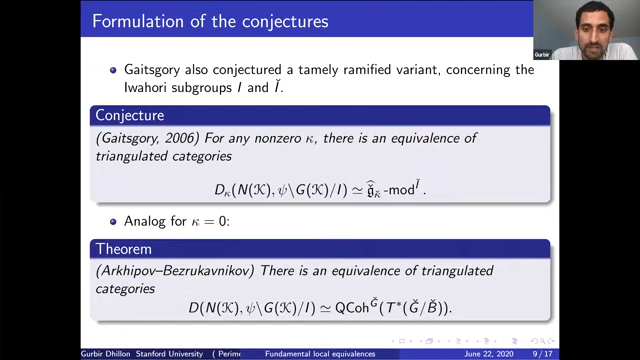 Formulation of the conjectures
Gaitsgory also conjectured a tamely ramified variant, concerning the
Iwahori subgroups I and Ǐ.
Conjecture
(Gaitsgory, 2006) For any nonzero κ, there is an equivalence of
triangulated categories
D_κ(N(𝒦), ψ\G(𝒦)/I) ≃ \hat{ǧ}_{κ̌} -mod^{Ǐ}.
Analog for κ = 0:
Theorem
(Arkhipov–Bezrukavnikov) There is an equivalence of triangulated
categories
D(N(𝒦), ψ\G(𝒦)/I) ≃ QCoh^{Ǧ}(T*(Ǧ/B̌)).
Gurbir Dhillon Stanford University ( Perime
Fundamental local equivalences
June 22, 2020
9 / 17
Gurbir